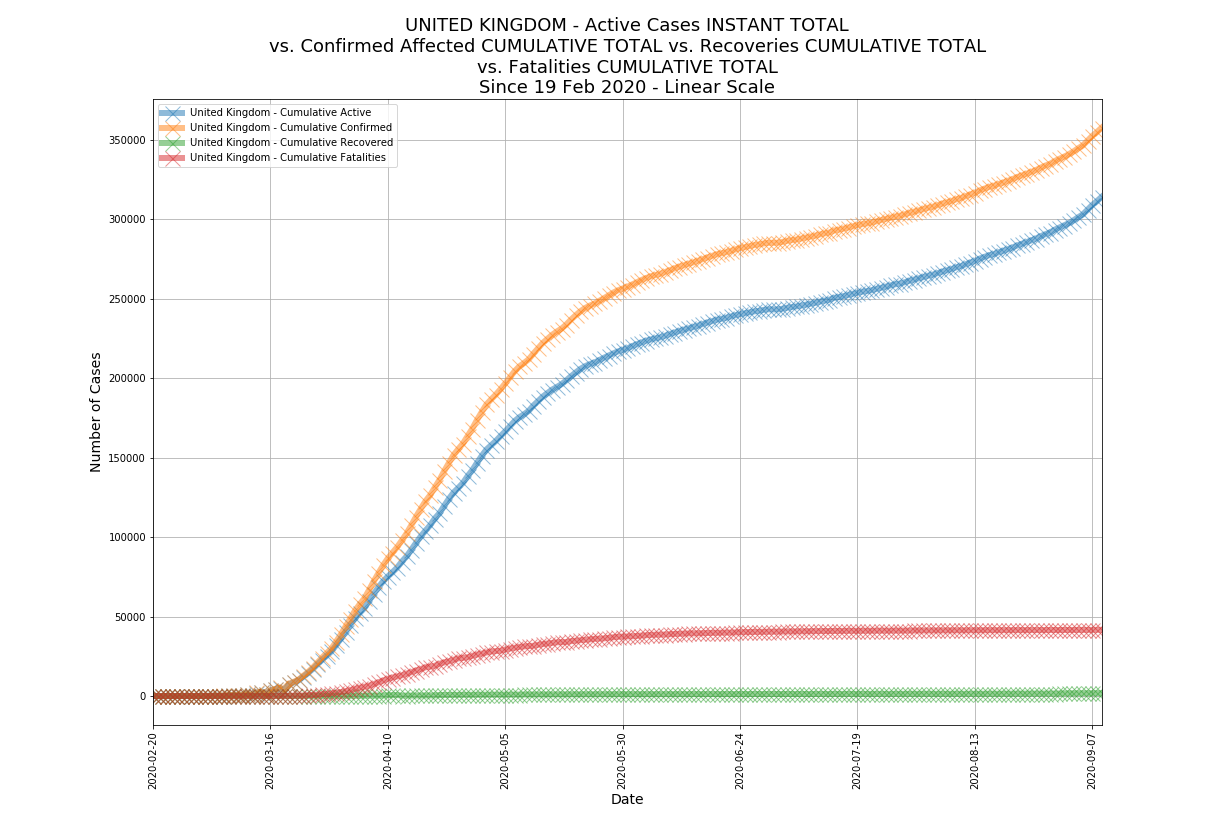 UNITED KINGDOM - Active Cases INSTANT TOTAL
vs. Confirmed Affected CUMULATIVE TOTAL vs. Recoveries CUMULATIVE TOTAL
vs. Fatalities CUMULATIVE TOTAL
Since 19 Feb 2020 - Linear Scale
United Kingdom - Cumulative Active
United Kingdom - Cumulative Confirmed
United Kingdom - Cumulative Recovered
United Kingdom - Cumulative Fatalities
Number of Cases
350000
300000
250000
200000
150000
100000
50000
0
2020-02-20
2020-03-16
2020-04-10
2020-05-05
2020-05-30
2020-06-24
2020-07-19
2020-08-13
2020-09-07
Date